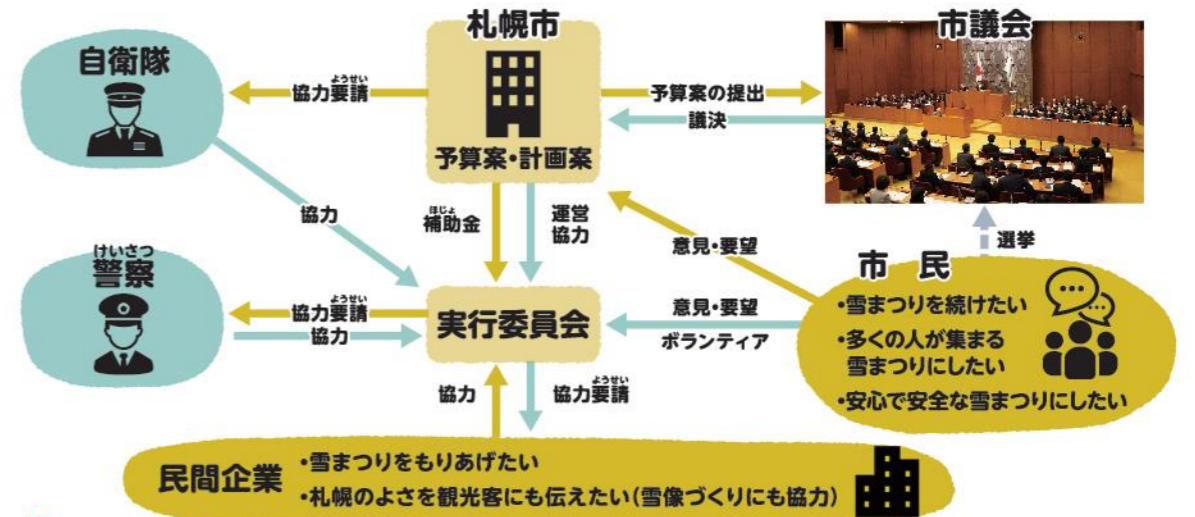 札幌市
市議会
自衛隊
協力要請
ようせい
予算案の提出
議決
予算案・計画案
協力
補助金
ほじょ
運営
協力
意見・要望
選挙
警察
けいさつ
協力要請
ようせい
協力
実行委員会
意見・要望
ボランティア
市 民
・雪まつりを続けたい
・多くの人が集まる
雪まつりにしたい
・安心で安全な雪まつりにしたい
協力
協力要請
ようせい
民間企業
・雪まつりをもりあげたい
・札幌のよさを観光客にも伝えたい(雪像づくりにも協力)